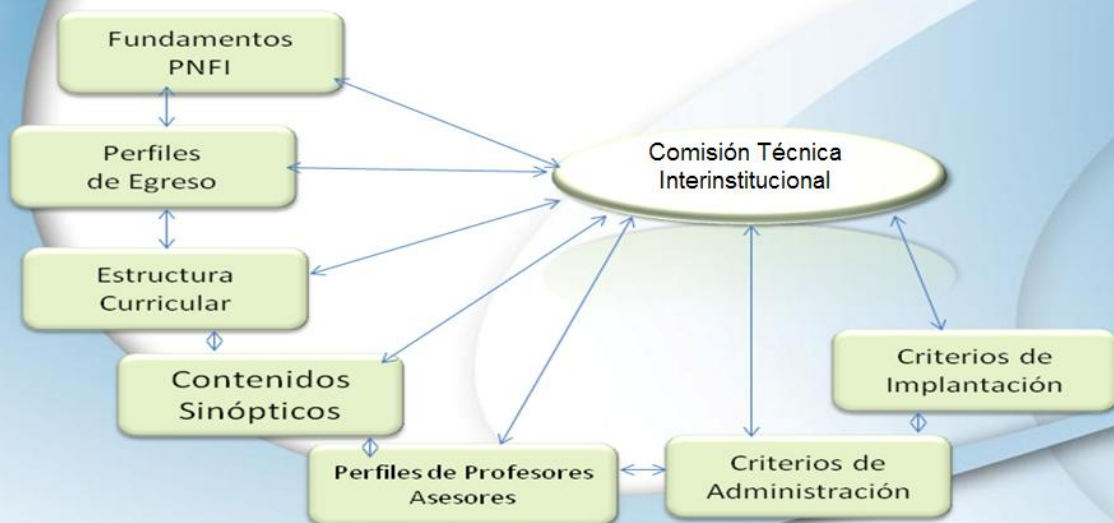 Fundamentos
PNFI
Perfiles
de Egreso
Comisión Técnica
Interinstitucional
Estructura
Curricular
Contenidos
Sinópticos
Perfiles de Profesores
Asesores
Criterios de
Administración
Criterios de
Implantación